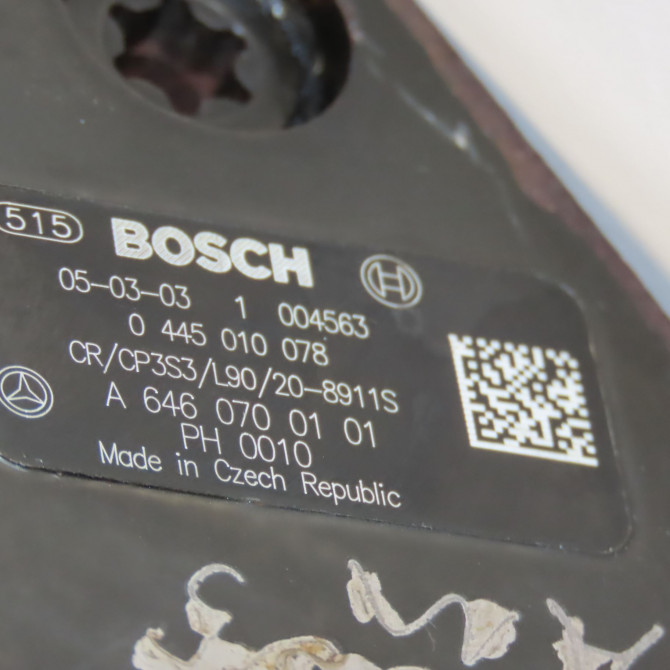 515 BOSCH
05-03-03 1 004563
0 445 010 078
CR/CP3S3/L90/20-8911S
A 646 070 01 01
PH 0010
Made in Czech Republic